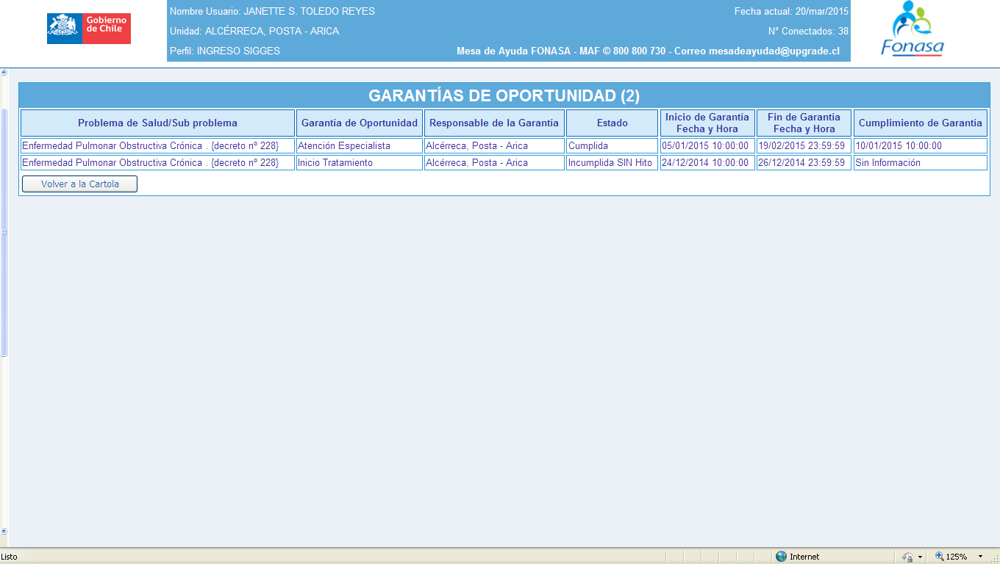 Gobierno
de Chile
Nombre Usuario: JANETTE S. TOLEDO REYES
Fecha actual: 20/mar/2015
Unidad: ALCÉRRECA, POSTA - ARICA
N° Conectados: 38
Perfil: INGRESO SIGGES
Mesa de Ayuda FONASA - MAF © 800 800 730 - Correo mesadeayudad@upgrade.cl
Fonasa
GARANTÍAS DE OPORTUNIDAD (2)
Problema de Salud/Sub problema Garantía de Oportunidad Responsable de la Garantía Estado Inicio de Garantía Fecha y Hora Fin de Garantía Fecha y Hora Cumplimiento de Garantía
Enfermedad Pulmonar Obstructiva Crónica . {decreto nº 228} Atención Especialista Alcérreca, Posta - Arica Cumplida 05/01/2015 10:00:00 19/02/2015 23:59:59 10/01/2015 10:00:00
Enfermedad Pulmonar Obstructiva Crónica . {decreto nº 228} Inicio Tratamiento Alcérreca, Posta - Arica Incumplida SIN Hito 24/12/2014 10:00:00 26/12/2014 23:59:59 Sin Información
Volver a la Cartola
Listo
Internet
125%